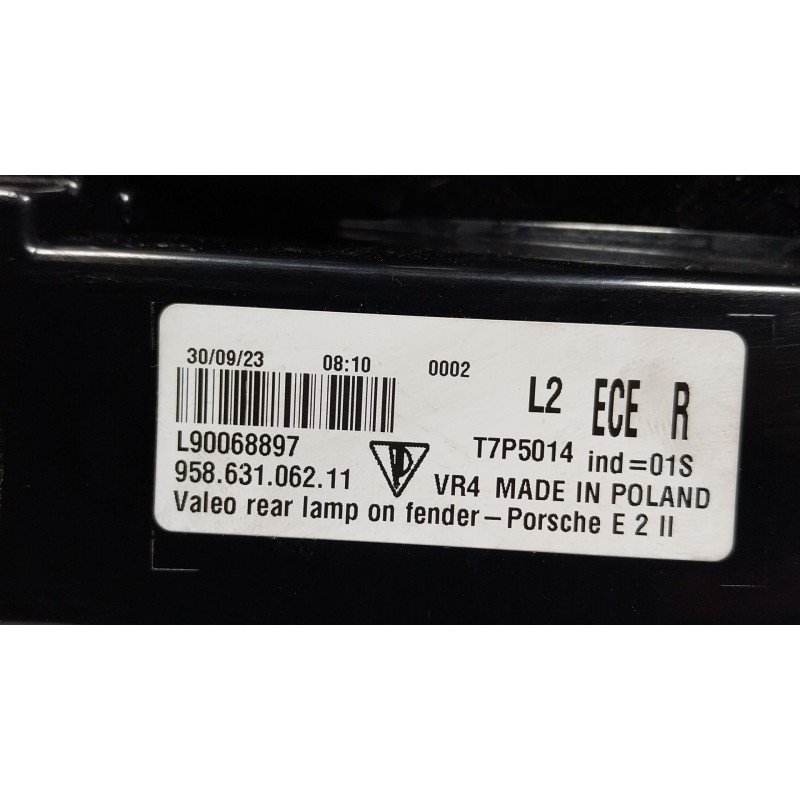 30/09/23 08:10 0002
L2 ECE R
L90068897
T7P5014 ind=01S
958.631.062.11
VR4 MADE IN POLAND
Valeo rear lamp on fender-Porsche E 2 II